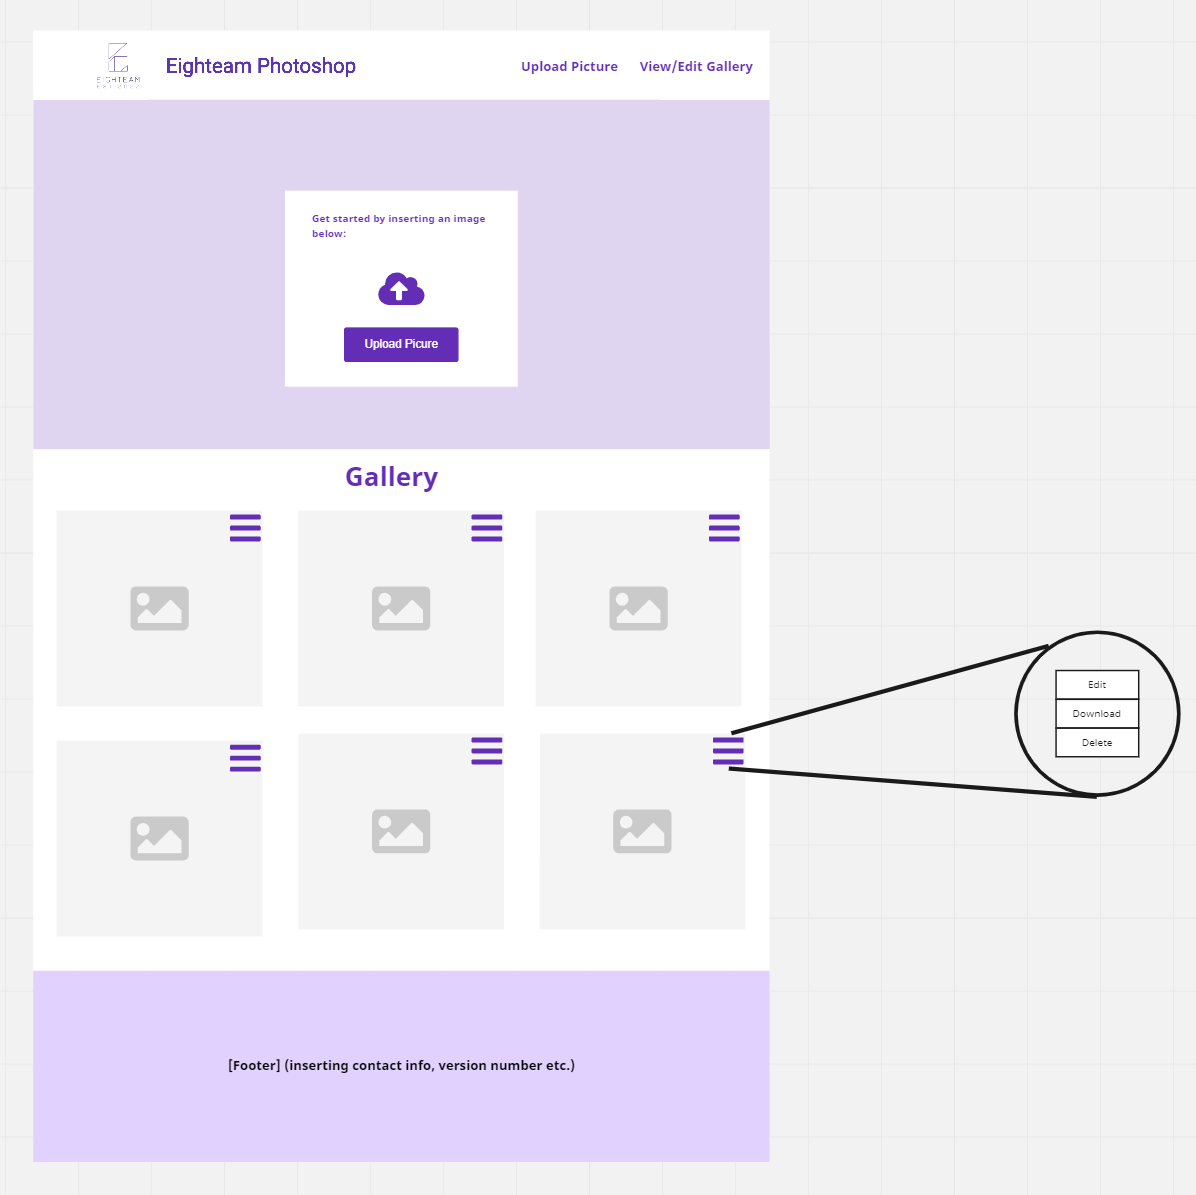 EIGHTEAM
EST 2022
Eighteam Photoshop
Upload Picture
View/Edit Gallery
Get started by inserting an image
below:
Upload Picure
Gallery
Edit
Download
Delete
[Footer] (inserting contact info, version number etc.)